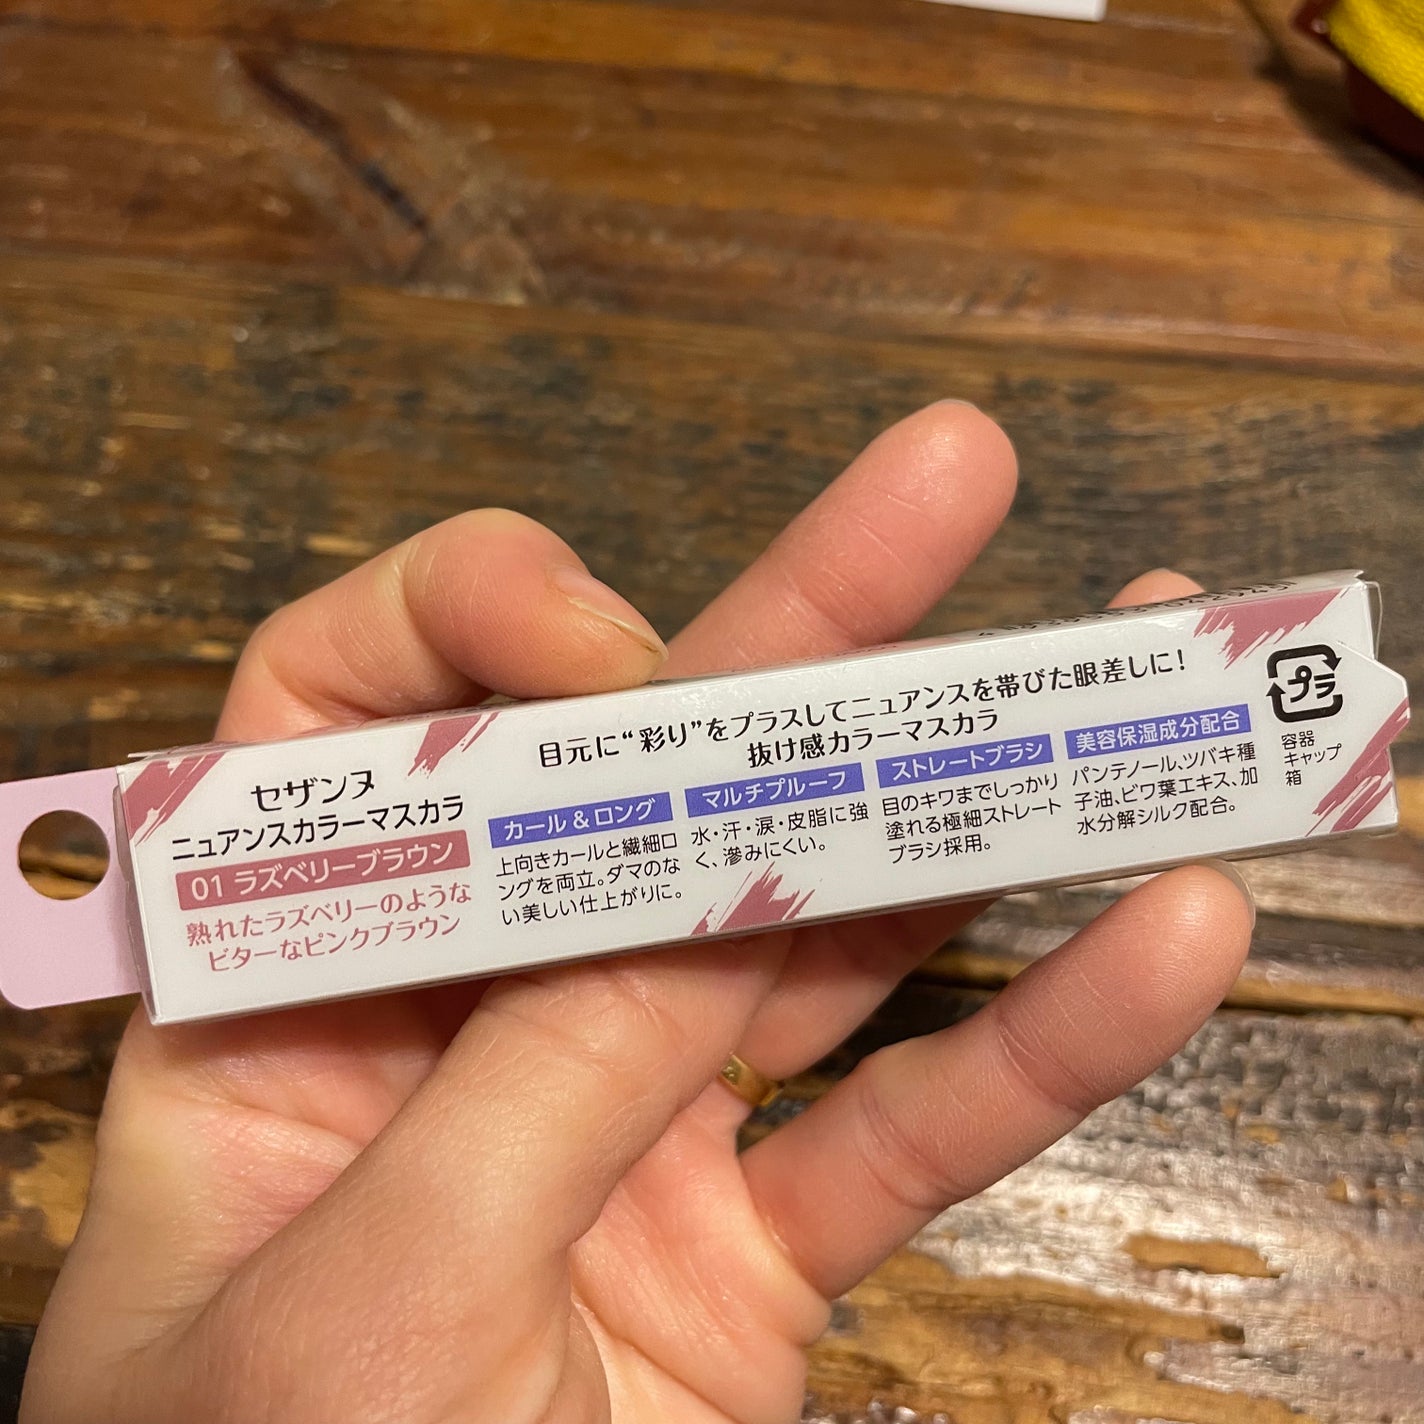 セザンヌ
ニュアンスカラーマスカラ
01 ラズベリーブラウン
熟れたラズベリーのような
ビターなピンクブラウン
目元に“彩り”をプラスしてニュアンスを帯びた眼差しに!
抜け感カラーマスカラ
カール&ロング
上向きカールと繊細ロ
ングを両立。ダマのな
い美しい仕上がりに。
マルチプルーフ
水・汗・涙・皮脂に強
く、滲みにくい。
ストレートブラシ
目のキワまでしっかり
塗れる極細ストレート
ブラシ採用。
美容保湿成分配合
パンテノール、ツバキ種
子油、ビワ葉エキス、加
水分解シルク配合。
プラ
容器
キャップ
箱